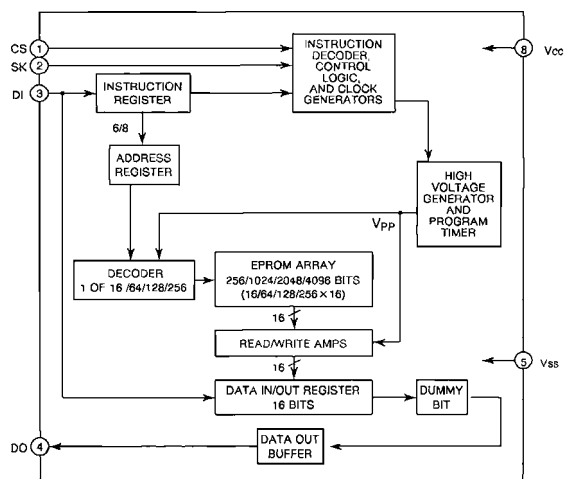 CS 1
SK 2
DI 3
INSTRUCTION
REGISTER
INSTRUCTION
DECODER,
CONTROL
LOGIC,
AND CLOCK
GENERATORS
8 Vcc
6/8
ADDRESS
REGISTER
HIGH
VOLTAGE
GENERATOR
AND
PROGRAM
TIMER
VPP
DECODER
1 OF 16/64/128/256
EPROM ARRAY
256/1024/2048/4096 BITS
(16/64/128/256 × 16)
16
READ/WRITE AMPS
16
5 Vss
DATA IN/OUT REGISTER
16 BITS
DUMMY
BIT
DO 4
DATA OUT
BUFFER